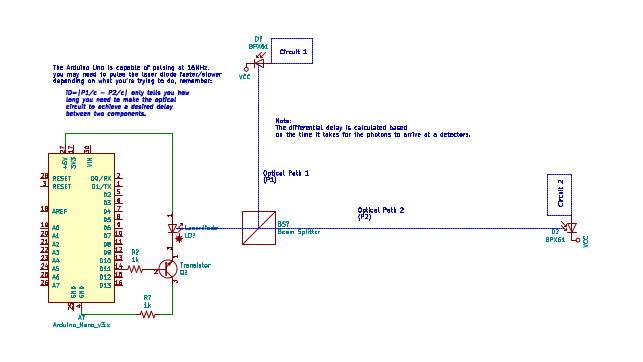 D?
BPX61
Circuit 1
VCC
The Arduino Uno is capable of pulsing at 16MHz.
you may need to pulse the laser diode faster/slower
depending on what you're trying to do, remember:
tD=|P1/c - P2/c| only tells you how
long you need to make the optical
circuit to achieve a desired delay
between two components.
Note:
The differential delay is calculated based
on the time it takes for the photons to arrive at a detectors.
27 17 30
+5V 3V3 VIN
28 RESET D0/RX 2
3 RESET D1/TX 1
D2 5
D3 6
18 AREF D4 7
D5 8
19 A0 D6 9
20 A1 D7 10
21 A2 D8 11
22 A3 D9 12
23 A4 D10 13
24 A5 D11 14
25 A6 D12 15
26 A7 D13 16
GND GND
29 4
A?
Arduino_Nano_v3.x
Optical Path 1
(P1)
Optical Path 2
(P2)
Circuit 2
1
2
LaserDiode
LD?
3
BS?
Beam Splitter
D?
BPX61
VCC
R?
1k
1
2
3
Transistor
Q?
R?
1k